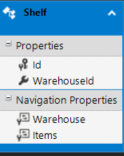 Shelf
Properties
Id
WarehouseId
Navigation Properties
Warehouse
Items